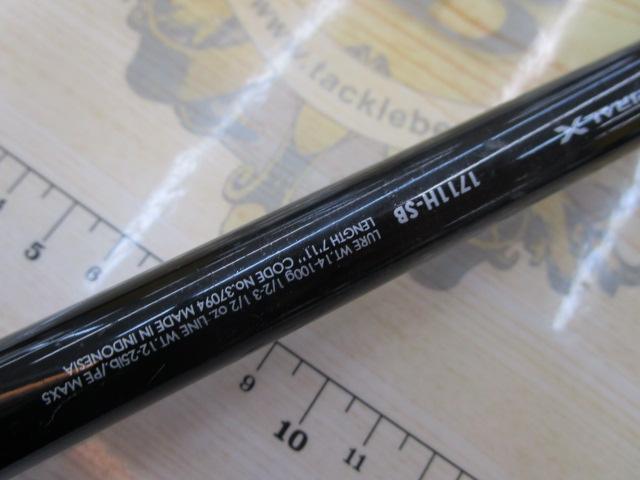 IRAL-X
1711H-SB
LENGTH 7'11" CODE No.37094 MADE IN INDONESIA
LURE WT.14-100g 1/2-3 1/2 oz LINE WT.12-25lb./PE MAX5
www.tacklebe
5
6
9
10
11